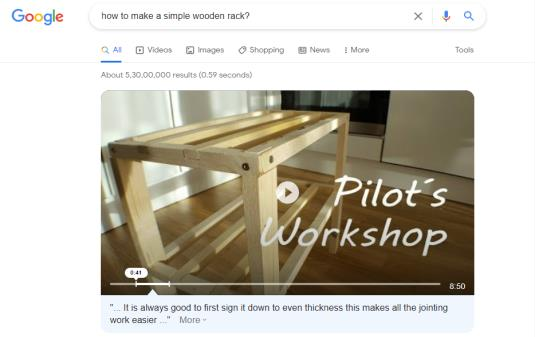 Google
how to make a simple wooden rack?
All Videos Images Shopping News More Tools
About 5,30,00,000 results (0.59 seconds)
Pilot´s
Workshop
0:41
8:50
"... It is always good to first sign it down to even thickness this makes all the jointing
work easier ..." More